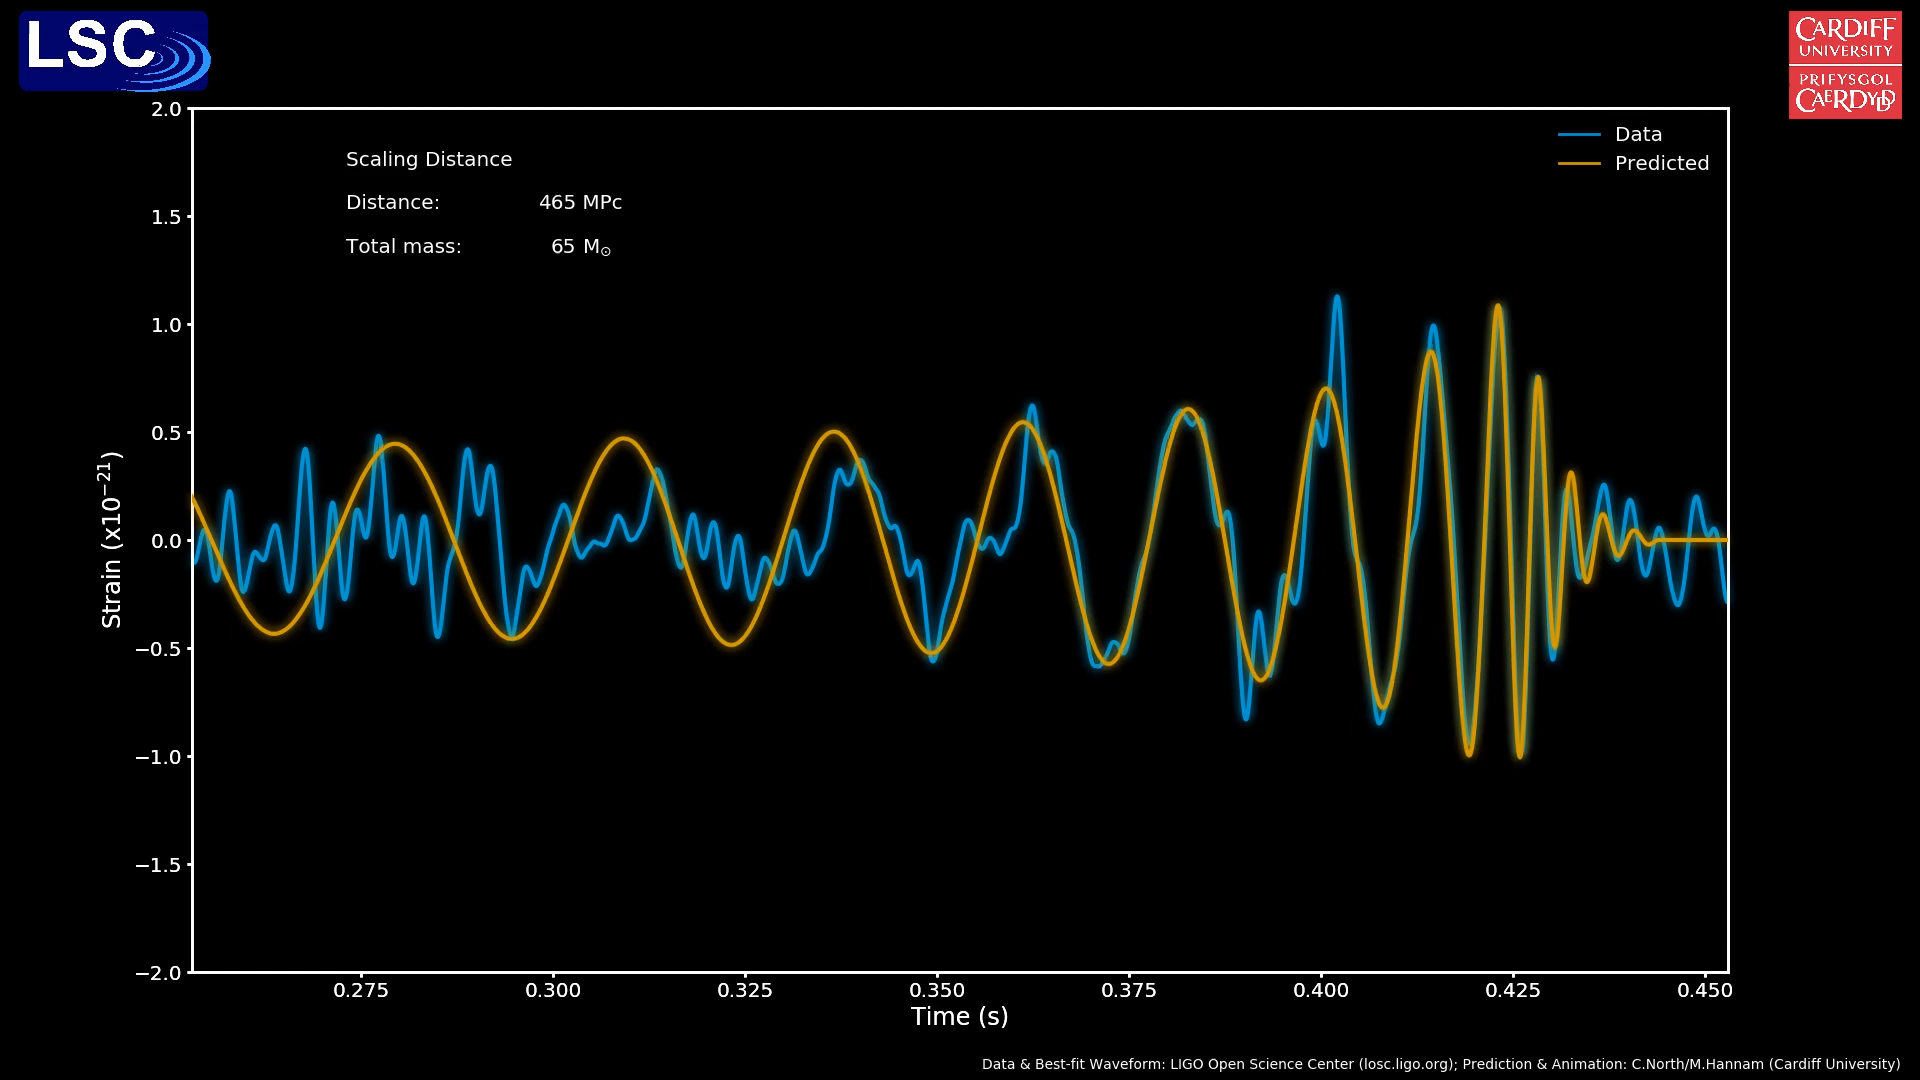 LSC
CARDIFF
UNIVERSITY
PRIFYSGOL
CAERDYDD
Scaling Distance
Distance: 465 MPc
Total mass: 65 M⊙
Data
Predicted
2.0
1.5
1.0
0.5
0.0
−0.5
−1.0
−1.5
−2.0
Strain (x10⁻²¹)
0.275 0.300 0.325 0.350 0.375 0.400 0.425 0.450
Time (s)
Data & Best-fit Waveform: LIGO Open Science Center (losc.ligo.org); Prediction & Animation: C.North/M.Hannam (Cardiff University)